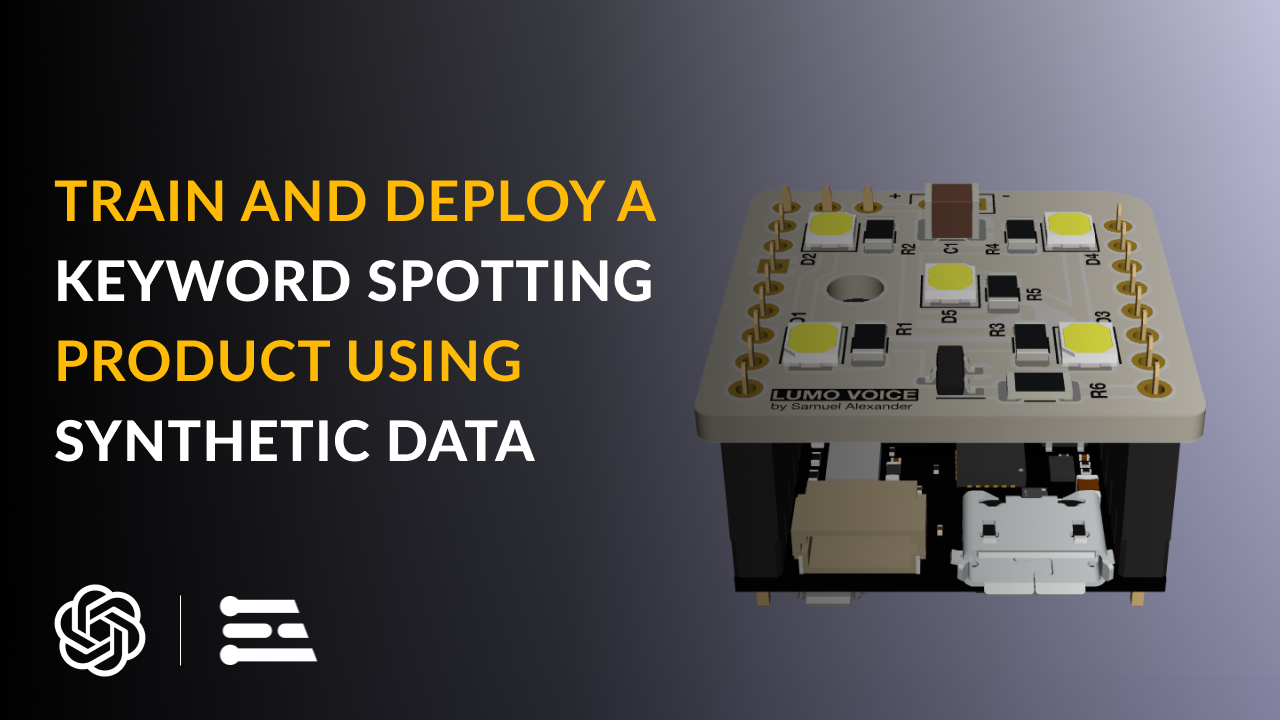 TRAIN AND DEPLOY A
KEYWORD SPOTTING
PRODUCT USING
SYNTHETIC DATA
+ -
D2
R2
C1
R4
D4
D5
R5
D1
R1
R3
D3
R6
LUMO VOICE
by Samuel Alexander